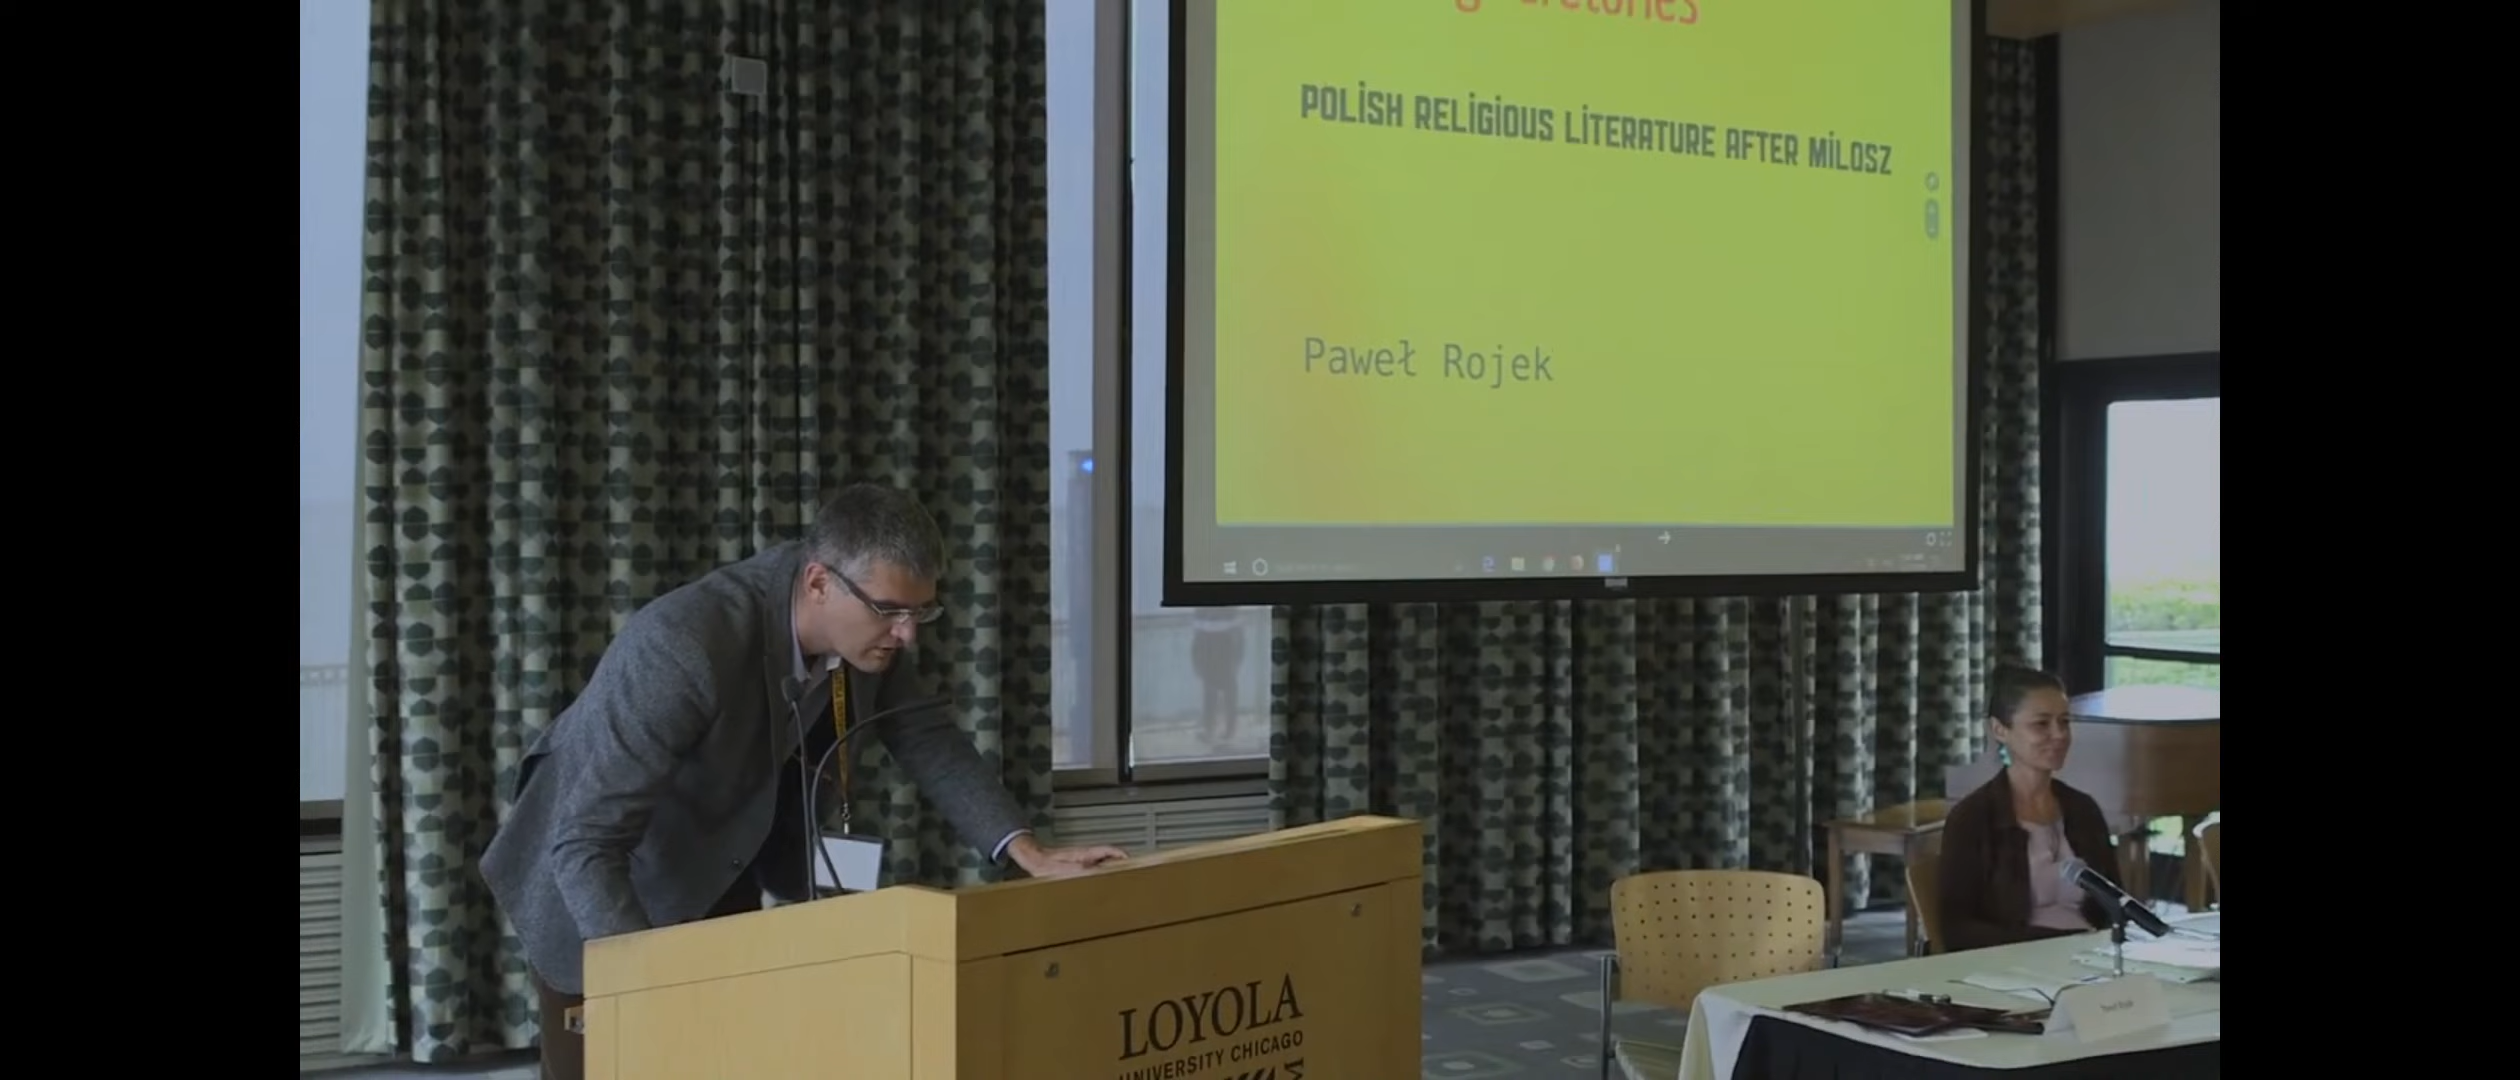 POLISH RELIGIOUS LITERATURE AFTER MILOSZ
Paweł Rojek
LOYOLA
UNIVERSITY CHICAGO